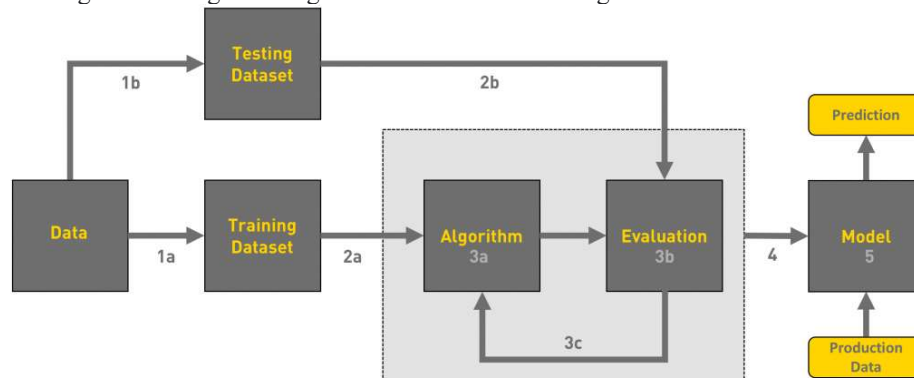 Testing
Dataset
1b
2b
Prediction
Data
1a
Training
Dataset
2a
Algorithm
3a
Evaluation
3b
4
Model
5
3c
Production
Data